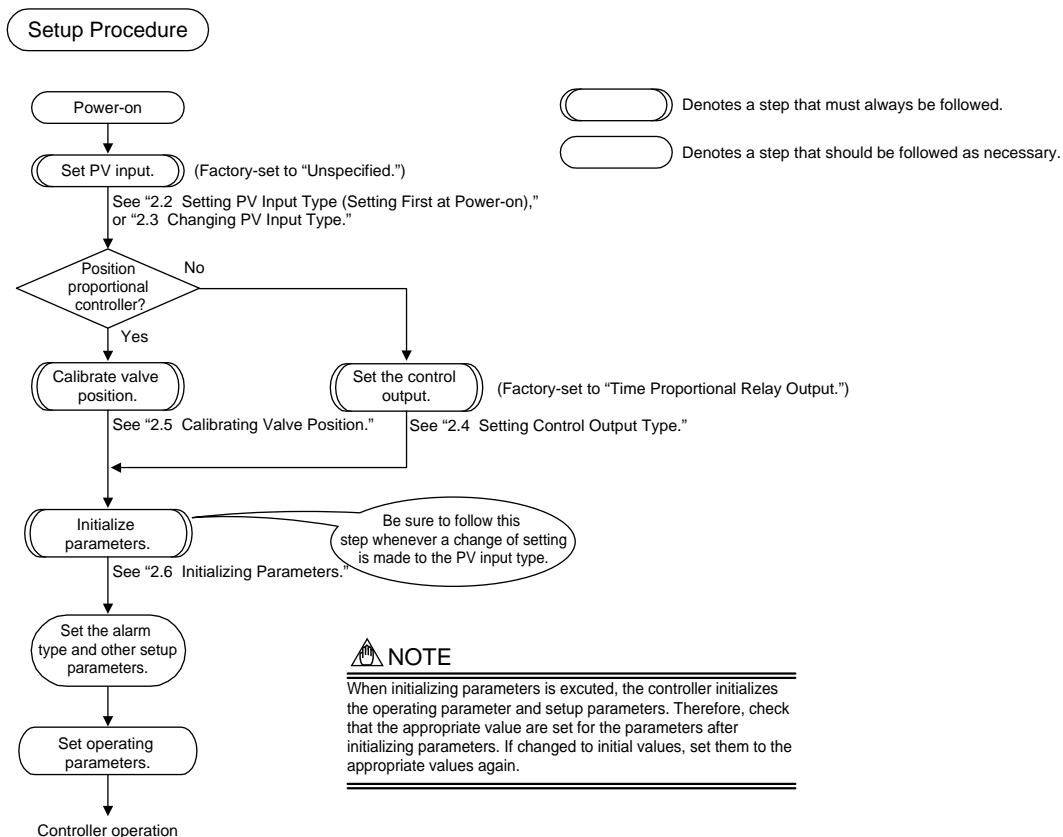 Setup Procedure
Power-on
Denotes a step that must always be followed.
Set PV input.
(Factory-set to “Unspecified.”)
Denotes a step that should be followed as necessary.
See “2.2  Setting PV Input Type (Setting First at Power-on),”
or “2.3  Changing PV Input Type.”
Position
proportional
controller?
No
Yes
Calibrate valve
position.
Set the control
output.
(Factory-set to “Time Proportional Relay Output.”)
See “2.5  Calibrating Valve Position.”
See “2.4  Setting Control Output Type.”
Initialize
parameters.
Be sure to follow this
step whenever a change of setting
is made to the PV input type.
See “2.6  Initializing Parameters.”
Set the alarm
type and other setup
parameters.
NOTE
When initializing parameters is excuted, the controller initializes
the operating parameter and setup parameters. Therefore, check
that the appropriate value are set for the parameters after
initializing parameters. If changed to initial values, set them to the
appropriate values again.
Set operating
parameters.
Controller operation